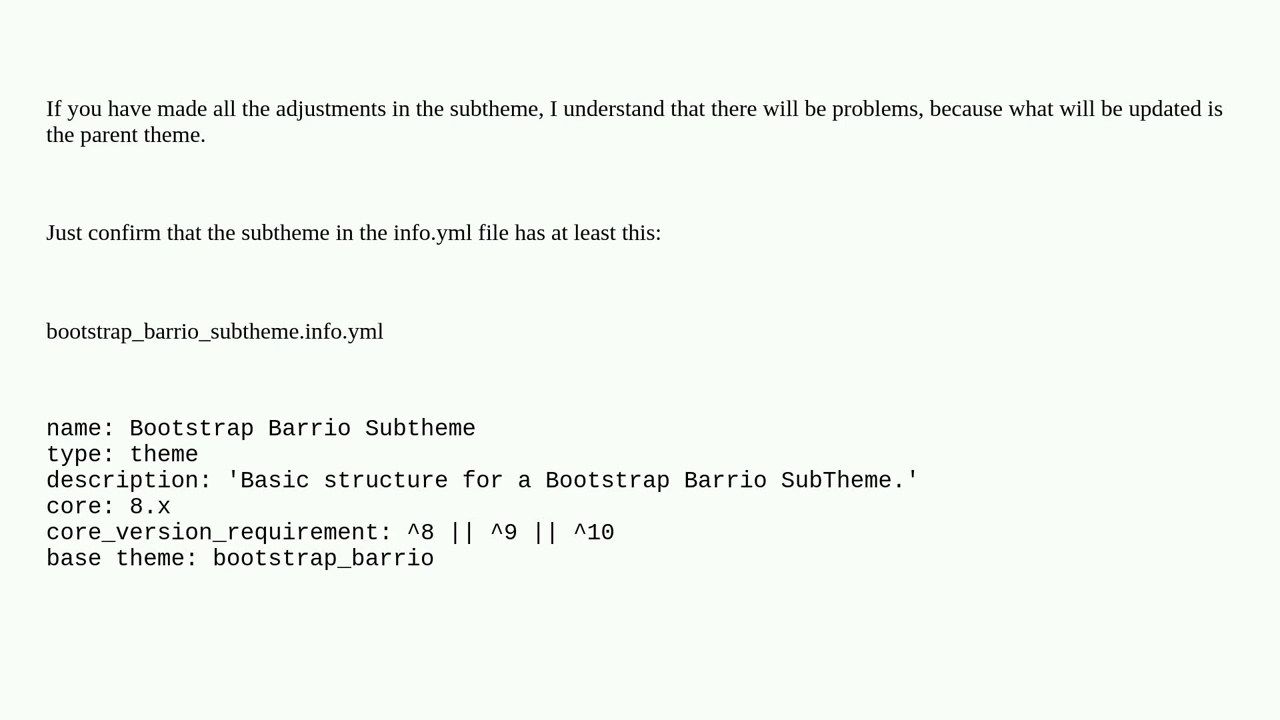 If you have made all the adjustments in the subtheme, I understand that there will be problems, because what will be updated is
the parent theme.
Just confirm that the subtheme in the info.yml file has at least this:
bootstrap_barrio_subtheme.info.yml
name: Bootstrap Barrio Subtheme
type: theme
description: 'Basic structure for a Bootstrap Barrio SubTheme.'
core: 8.x
core_version_requirement: ^8 || ^9 || ^10
base theme: bootstrap_barrio